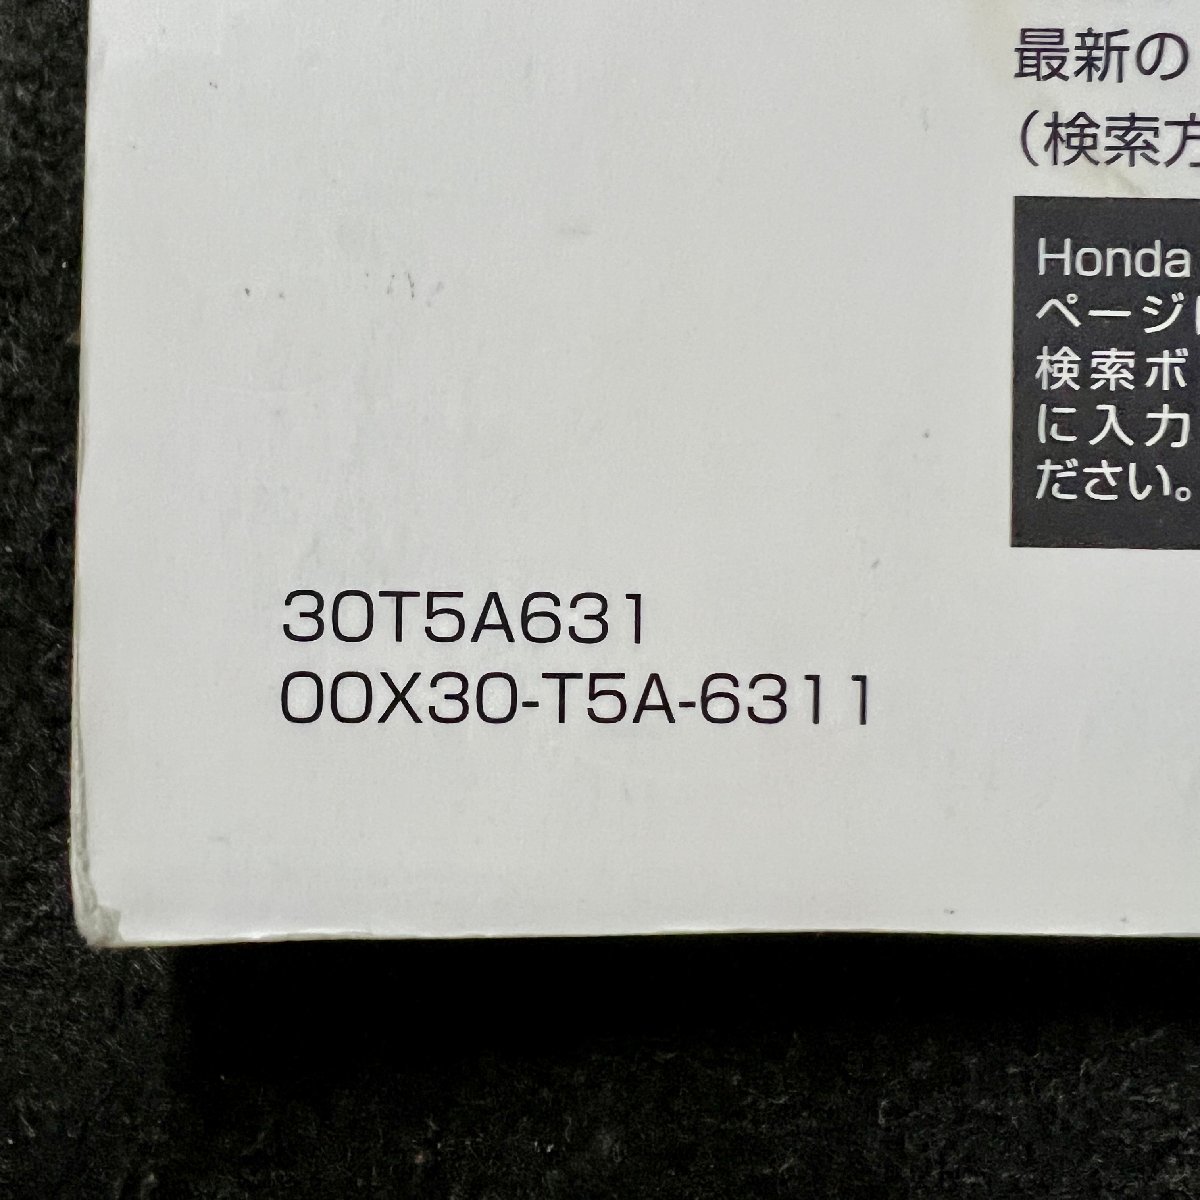 最新の
(検索方
Honda
ページ
検索ボ
に入力
ださい。
30T5A631
00X30-T5A-6311